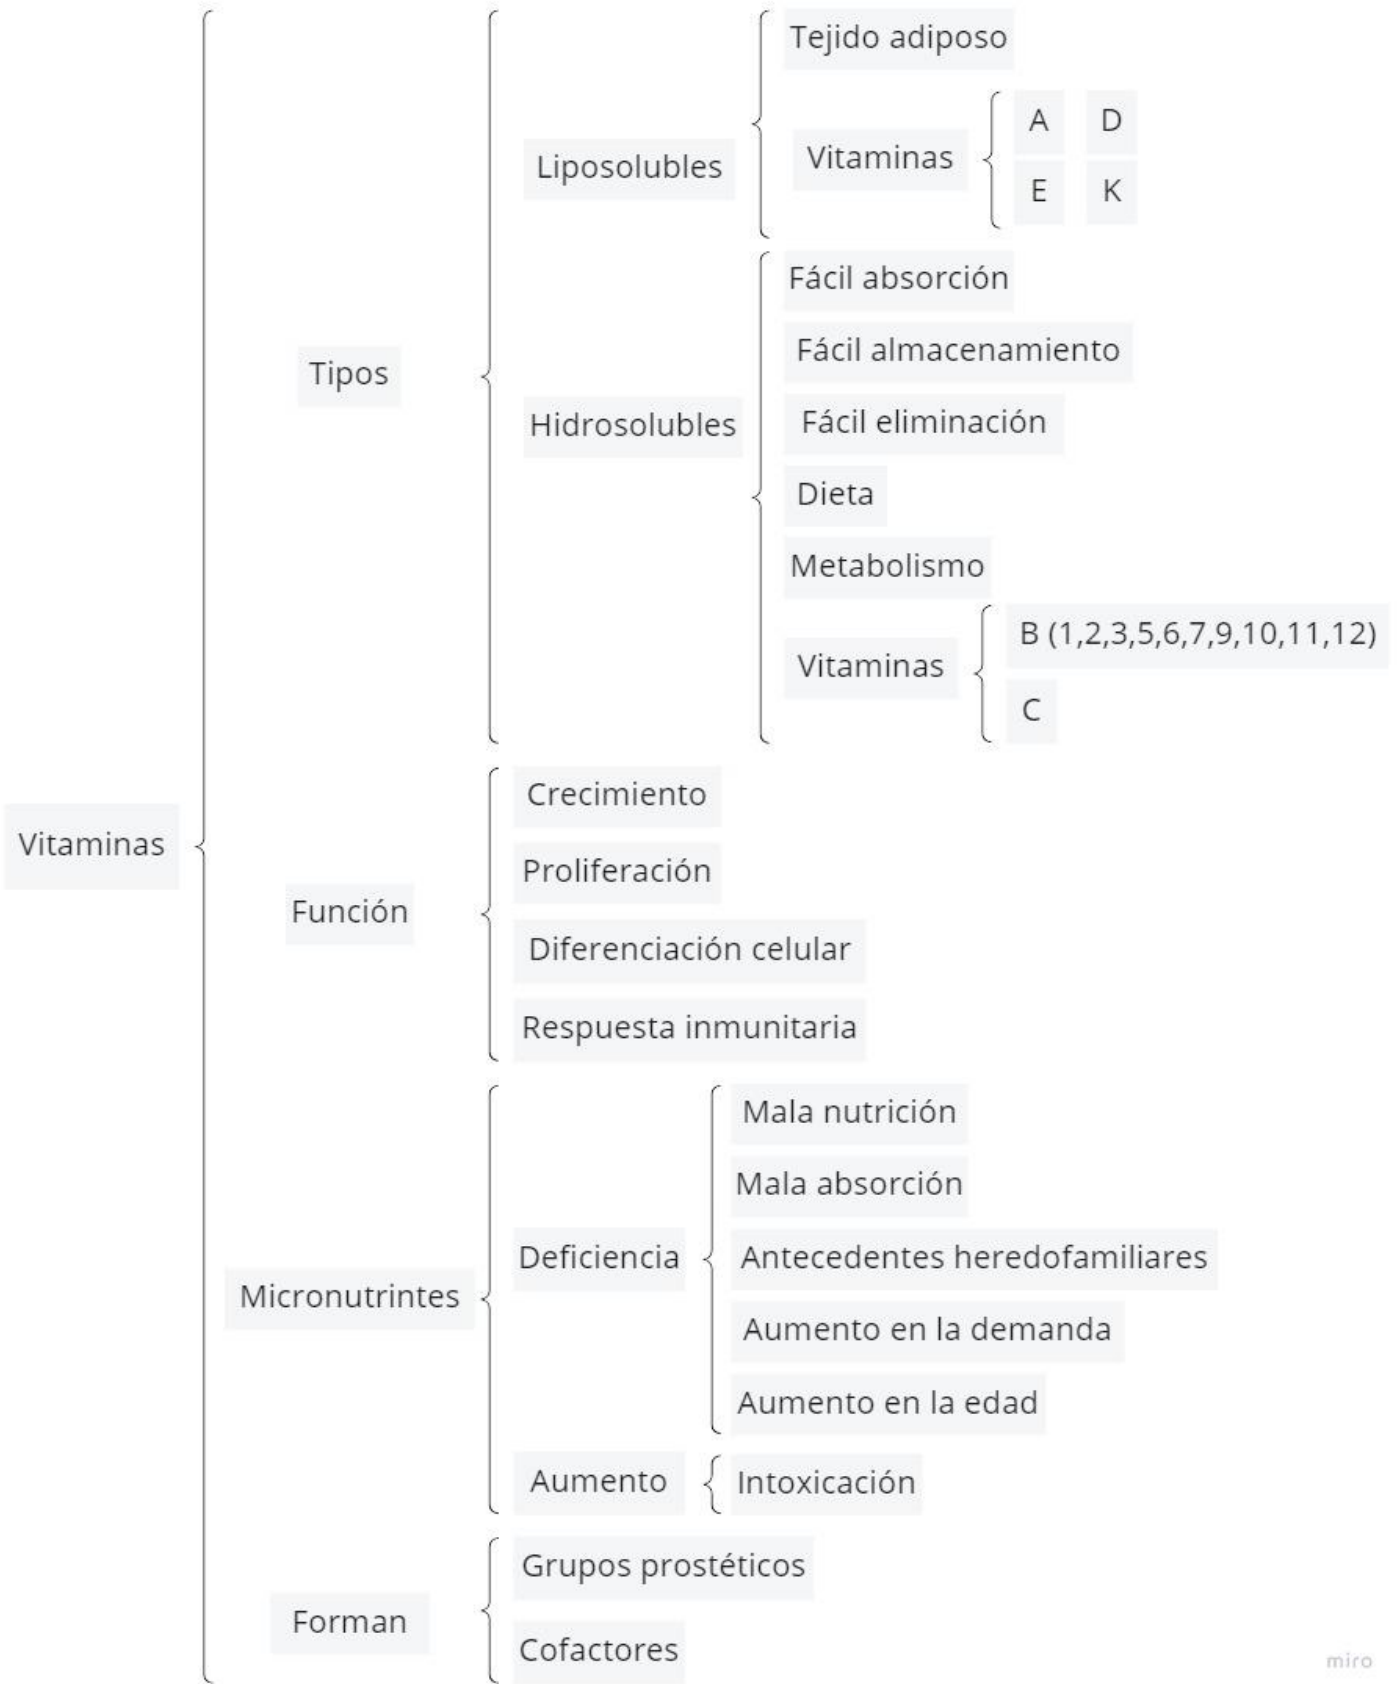 Vitaminas
Tipos
Liposolubles
Tejido adiposo
Vitaminas
A D
E K
Hidrosolubles
Fácil absorción
Fácil almacenamiento
Fácil eliminación
Dieta
Metabolismo
Vitaminas
B (1,2,3,5,6,7,9,10,11,12)
C
Función
Crecimiento
Proliferación
Diferenciación celular
Respuesta inmunitaria
Micronutrintes
Deficiencia
Mala nutrición
Mala absorción
Antecedentes heredofamiliares
Aumento en la demanda
Aumento en la edad
Aumento
Intoxicación
Forman
Grupos prostéticos
Cofactores
miro